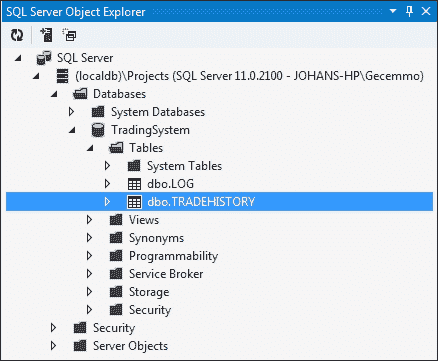 SQL Server Object Explorer
SQL Server
(localdb)\Projects (SQL Server 11.0.2100 - JOHANS-HP\Gecemmo)
Databases
System Databases
TradingSystem
Tables
System Tables
dbo.LOG
dbo.TRADEHISTORY
Views
Synonyms
Programmability
Service Broker
Storage
Security
Security
Server Objects